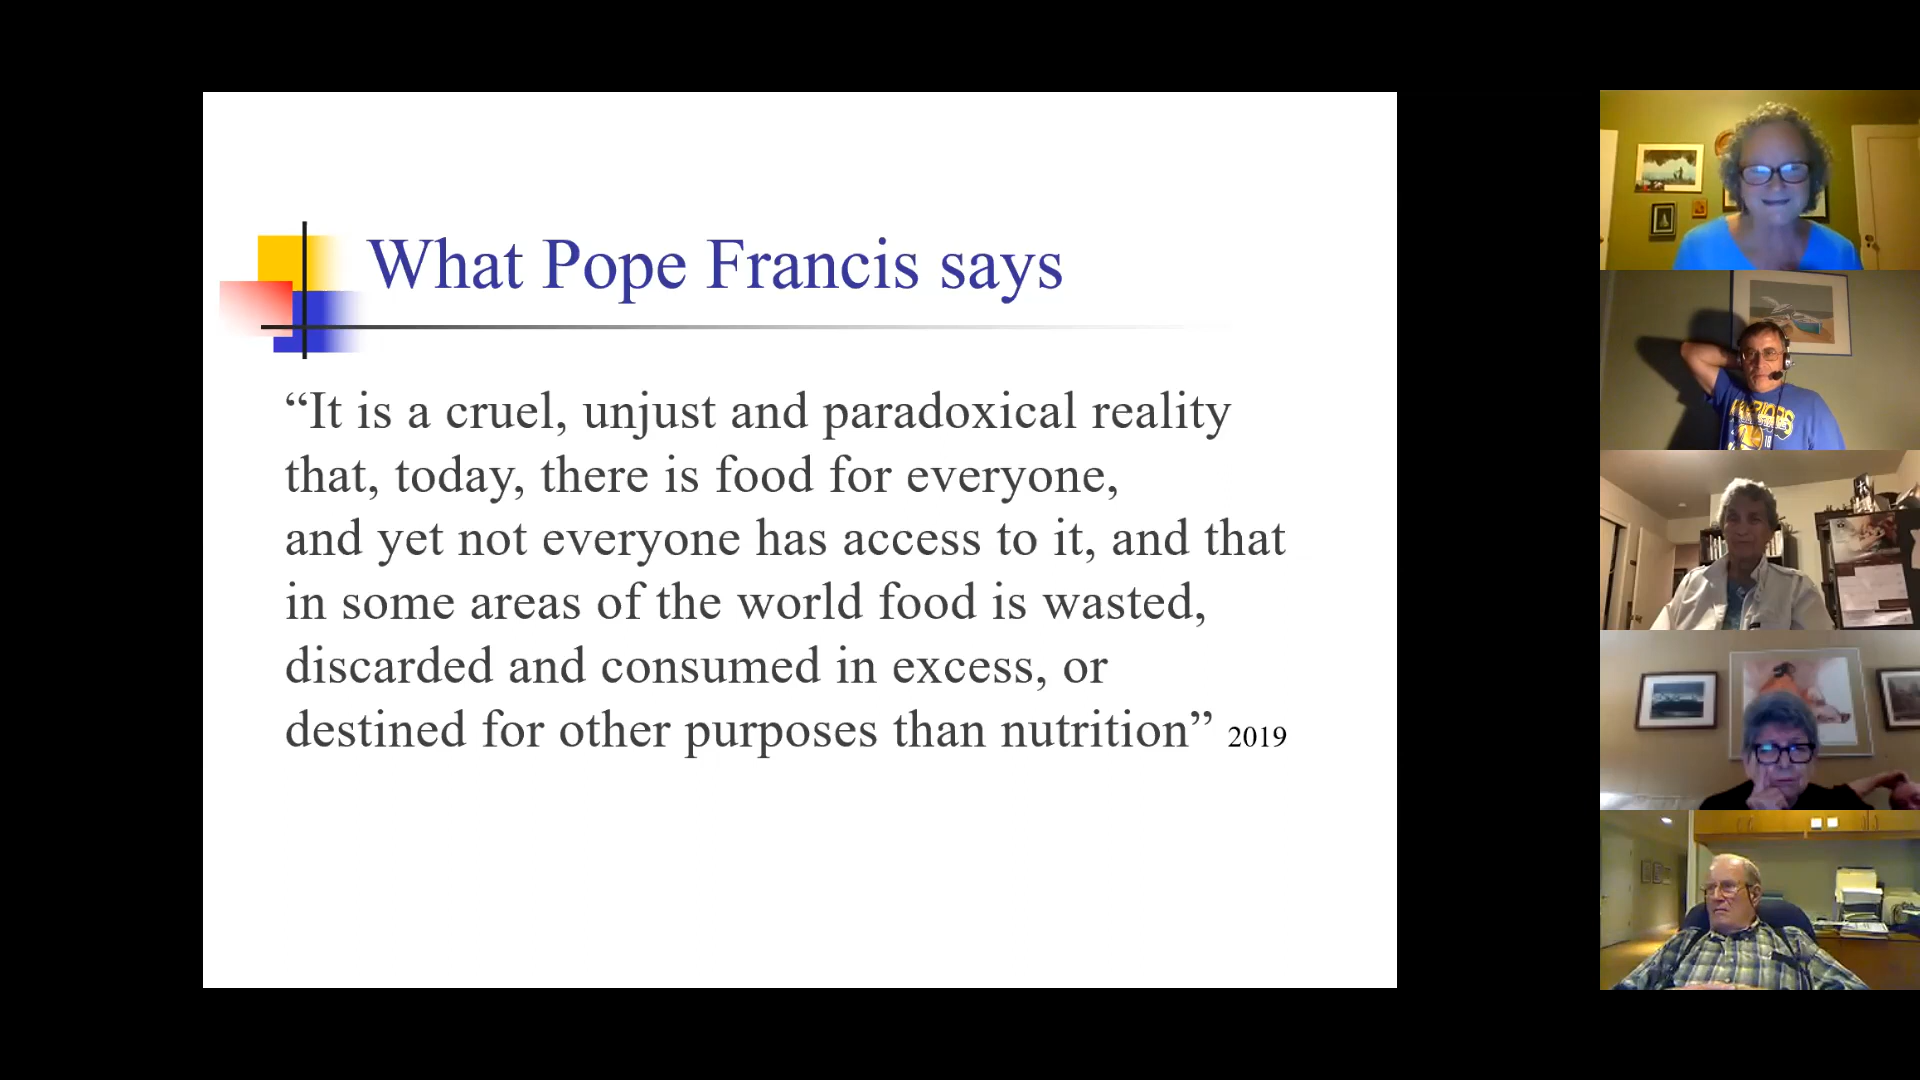 What Pope Francis says
“It is a cruel, unjust and paradoxical reality
that, today, there is food for everyone,
and yet not everyone has access to it, and that
in some areas of the world food is wasted,
discarded and consumed in excess, or
destined for other purposes than nutrition” 2019